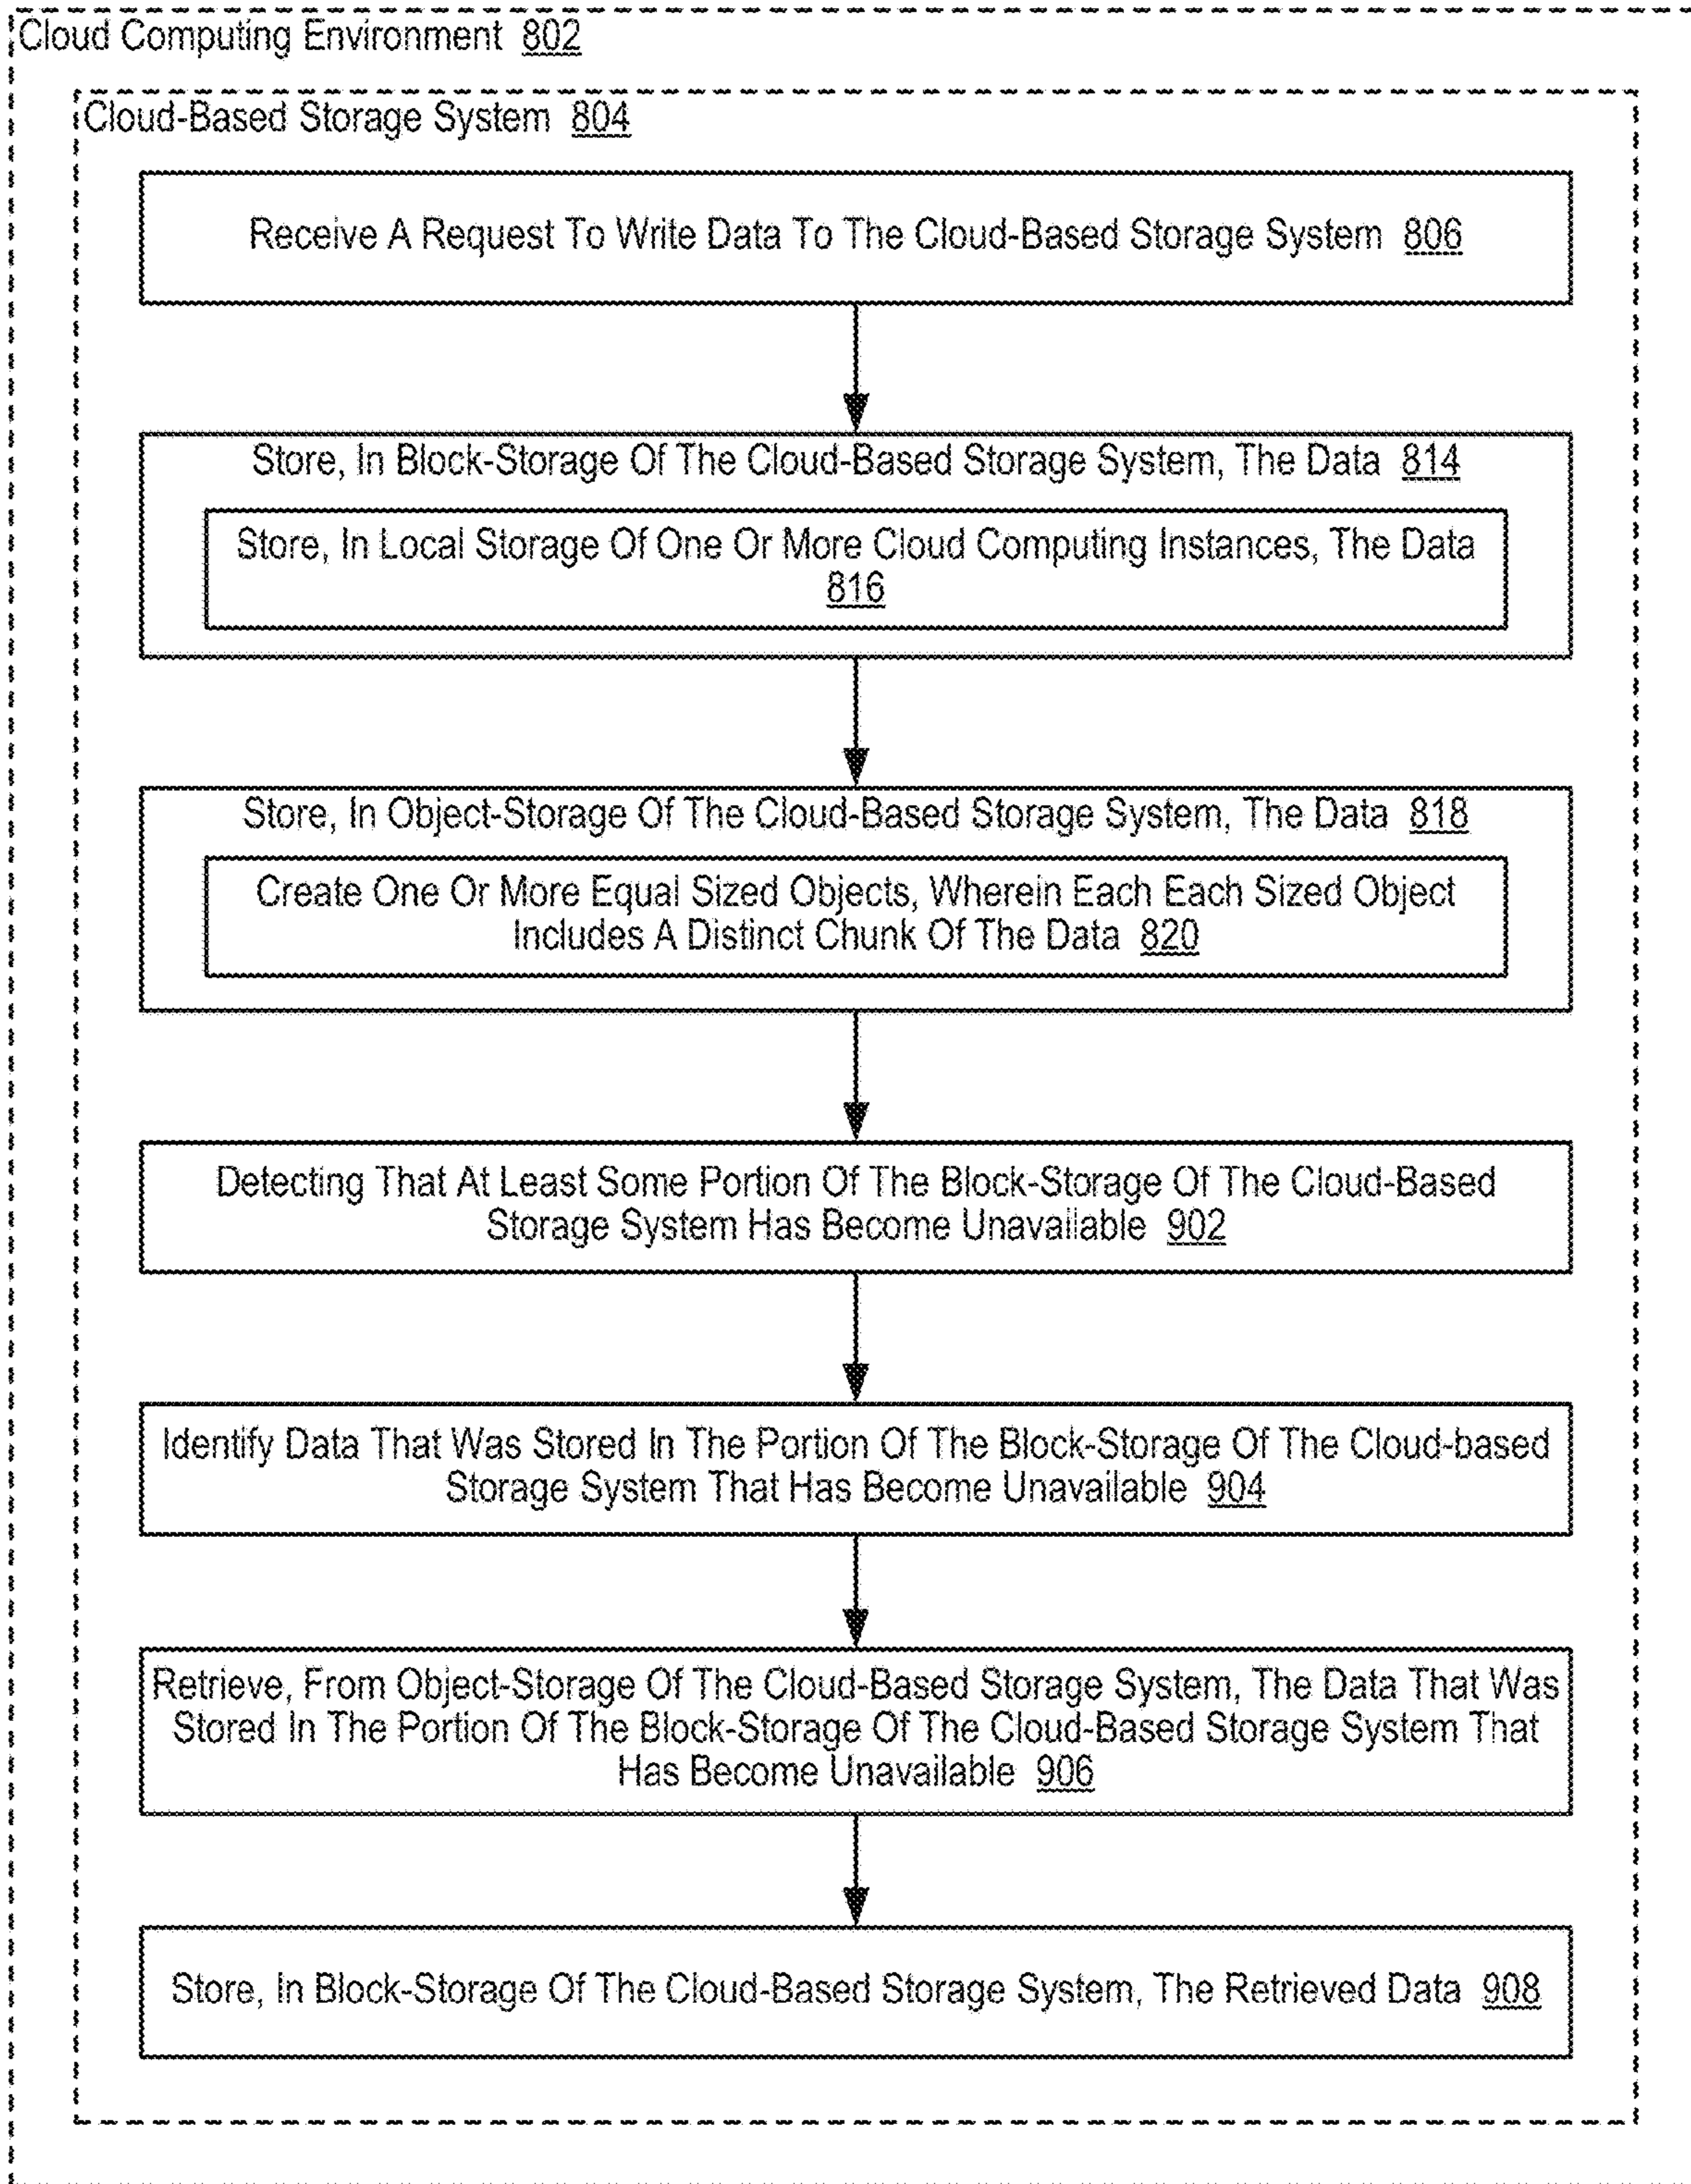 Cloud Computing Environment 802
Cloud-Based Storage System 804
Receive A Request To Write Data To The Cloud-Based Storage System 806
Store, In Block-Storage Of The Cloud-Based Storage System, The Data 814
Store, In Local Storage Of One Or More Cloud Computing Instances, The Data
816
Store, In Object-Storage Of The Cloud-Based Storage System, The Data 818
Create One Or More Equal Sized Objects, Wherein Each Each Sized Object
Includes A Distinct Chunk Of The Data 820
Detecting That At Least Some Portion Of The Block-Storage Of The Cloud-Based
Storage System Has Become Unavailable 902
Identify Data That Was Stored In The Portion Of The Block-Storage Of The Cloud-based
Storage System That Has Become Unavailable 904
Retrieve, From Object-Storage Of The Cloud-Based Storage System, The Data That Was
Stored In The Portion Of The Block-Storage Of The Cloud-Based Storage System That
Has Become Unavailable 906
Store, In Block-Storage Of The Cloud-Based Storage System, The Retrieved Data 908